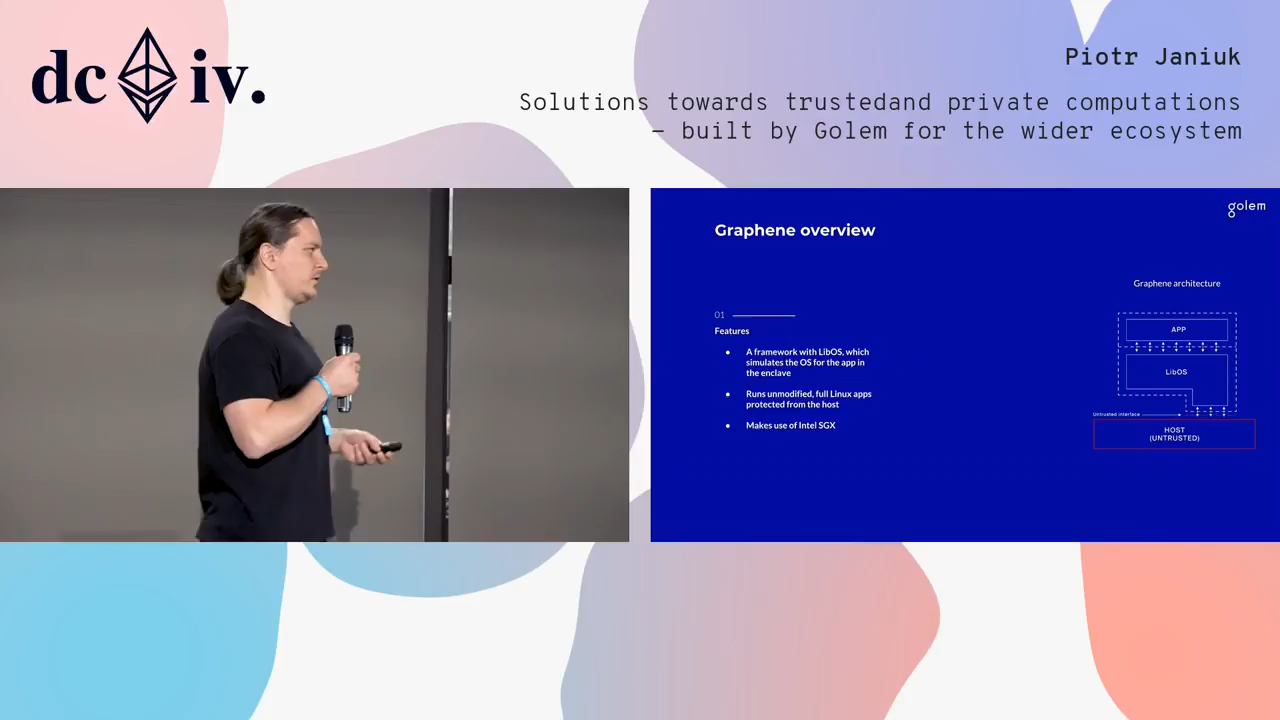 dc iv.
Piotr Janiuk
Solutions towards trustedand private computations
– built by Golem for the wider ecosystem
golem
Graphene overview
01
Features
• A framework with LibOS, which
simulates the OS for the app in
the enclave
• Runs unmodified, full Linux apps
protected from the host
• Makes use of Intel SGX
Graphene architecture
APP
LibOS
Untrusted interface
HOST
(UNTRUSTED)